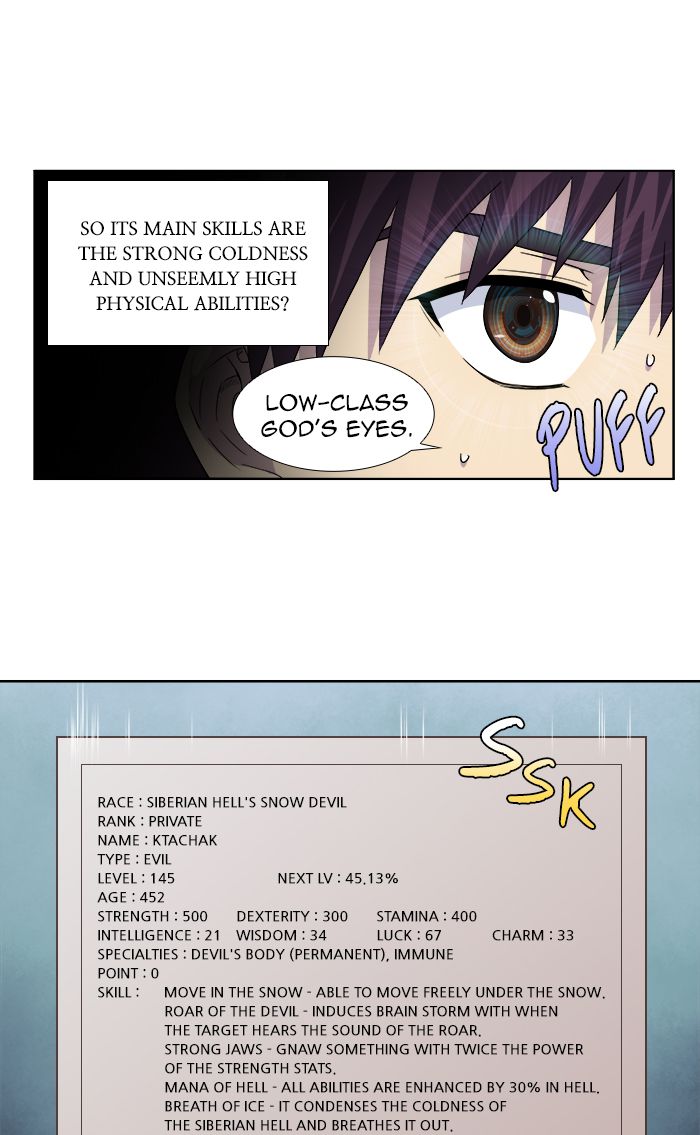 SO ITS MAIN SKILLS ARE
THE STRONG COLDNESS
AND UNSEEMLY HIGH
PHYSICAL ABILITIES?
LOW-CLASS
GOD'S EYES.
PUFF
SSK
RACE : SIBERIAN HELL'S SNOW DEVIL
RANK : PRIVATE
NAME : KTACHAK
TYPE : EVIL
LEVEL : 145 NEXT LV : 45.13%
AGE : 452
STRENGTH : 500 DEXTERITY : 300 STAMINA : 400
INTELLIGENCE : 21 WISDOM : 34 LUCK : 67 CHARM : 33
SPECIALTIES : DEVIL'S BODY (PERMANENT), IMMUNE
POINT : 0
SKILL : MOVE IN THE SNOW - ABLE TO MOVE FREELY UNDER THE SNOW.
ROAR OF THE DEVIL - INDUCES BRAIN STORM WITH WHEN
THE TARGET HEARS THE SOUND OF THE ROAR.
STRONG JAWS - GNAW SOMETHING WITH TWICE THE POWER
OF THE STRENGTH STATS.
MANA OF HELL - ALL ABILITIES ARE ENHANCED BY 30% IN HELL.
BREATH OF ICE - IT CONDENSES THE COLDNESS OF
THE SIBERIAN HELL AND BREATHES IT OUT.